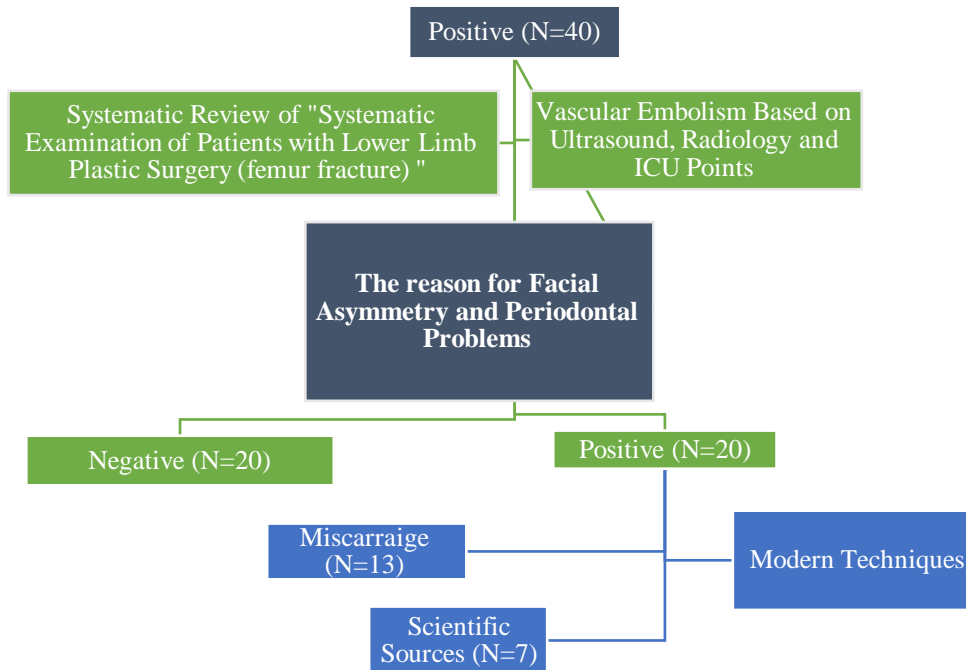 Positive (N=40)
Systematic Review of "Systematic
Examination of Patients with Lower Limb
Plastic Surgery (femur fracture) "
Vascular Embolism Based on
Ultrasound, Radiology and
ICU Points
The reason for Facial
Asymmetry and Periodontal
Problems
Negative (N=20)
Positive (N=20)
Miscarraige
(N=13)
Modern Techniques
Scientific
Sources (N=7)